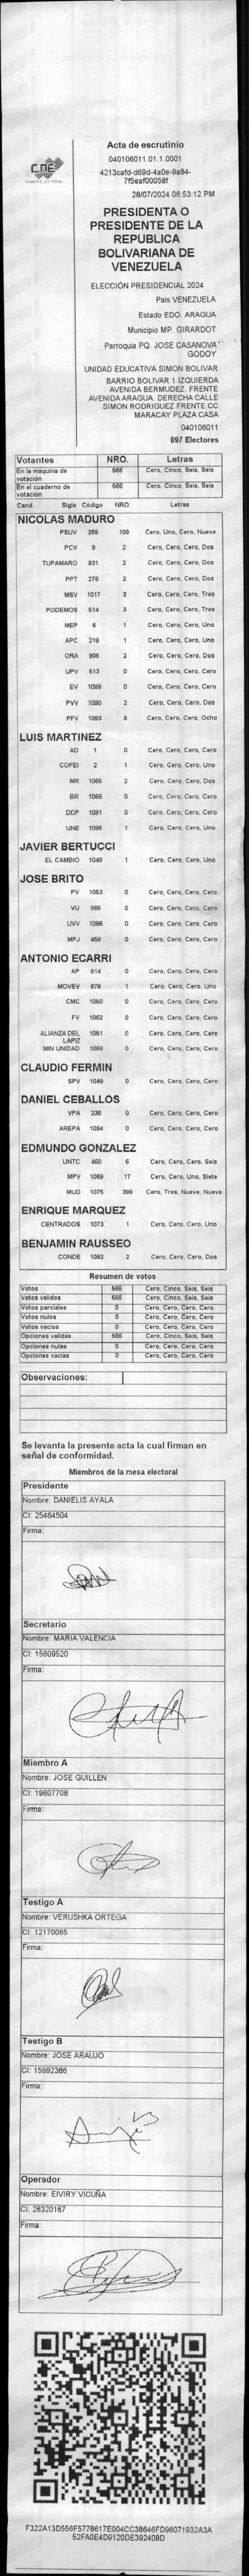 CNE
Acta de escrutinio
040106011.01.1.0001
4213cafd-d69d-4a0e-9a84-
7f5eaf00058f
28/07/2024 06:53:12 PM
PRESIDENTA O
PRESIDENTE DE LA
REPUBLICA
BOLIVARIANA DE
VENEZUELA
ELECCIÓN PRESIDENCIAL 2024
Pais VENEZUELA
Estado EDO. ARAGUA
Municipio MP. GIRARDOT
Parroquia PQ. JOSE CASANOVA
GODOY
UNIDAD EDUCATIVA SIMON BOLIVAR
BARRIO BOLIVAR 1 IZQUIERDA
AVENIDA BERMUDEZ. FRENTE
AVENIDA ARAGUA. DERECHA CALLE
SIMON RODRIGUEZ FRENTE CC
MARACAY PLAZA CASA
040106011
897 Electores
Votantes NRO. Letras
En la máquina de votación 566 Cero, Cinco, Seis, Seis
En el cuaderno de votación 566 Cero, Cinco, Seis, Seis
Cand. Sigla Código NRO. Letras
NICOLAS MADURO
PSUV 269 109 Cero, Uno, Cero, Nueve
PCV 9 2 Cero, Cero, Cero, Dos
TUPAMARO 931 2 Cero, Cero, Cero, Dos
PPT 276 2 Cero, Cero, Cero, Dos
MSV 1017 3 Cero, Cero, Cero, Tres
PODEMOS 514 3 Cero, Cero, Cero, Tres
MEP 6 1 Cero, Cero, Cero, Uno
APC 219 1 Cero, Cero, Cero, Uno
ORA 906 2 Cero, Cero, Cero, Dos
UPV 613 0 Cero, Cero, Cero, Cero
EV 1089 0 Cero, Cero, Cero, Cero
PVV 1090 2 Cero, Cero, Cero, Dos
PFV 1093 8 Cero, Cero, Cero, Ocho
LUIS MARTINEZ
AD 1 0 Cero, Cero, Cero, Cero
COPEI 2 1 Cero, Cero, Cero, Uno
MR 1065 2 Cero, Cero, Cero, Dos
BR 1066 0 Cero, Cero, Cero, Cero
DDP 1091 0 Cero, Cero, Cero, Cero
UNE 1095 1 Cero, Cero, Cero, Uno
JAVIER BERTUCCI
EL CAMBIO 1048 1 Cero, Cero, Cero, Uno
JOSE BRITO
PV 1053 0 Cero, Cero, Cero, Cero
VU 969 0 Cero, Cero, Cero, Cero
UVV 1096 0 Cero, Cero, Cero, Cero
MPJ 458 0 Cero, Cero, Cero, Cero
ANTONIO ECARRI
AP 914 0 Cero, Cero, Cero, Cero
MOVEV 878 1 Cero, Cero, Cero, Uno
CMC 1050 0 Cero, Cero, Cero, Cero
FV 1062 0 Cero, Cero, Cero, Cero
ALIANZA DEL LAPIZ 1051 0 Cero, Cero, Cero, Cero
MIN UNIDAD 1069 0 Cero, Cero, Cero, Cero
CLAUDIO FERMIN
SPV 1049 0 Cero, Cero, Cero, Cero
DANIEL CEBALLOS
VPA 236 0 Cero, Cero, Cero, Cero
AREPA 1094 0 Cero, Cero, Cero, Cero
EDMUNDO GONZALEZ
UNTC 460 6 Cero, Cero, Cero, Seis
MPV 1069 17 Cero, Cero, Uno, Siete
MUD 1075 399 Cero, Tres, Nueve, Nueve
ENRIQUE MARQUEZ
CENTRADOS 1073 1 Cero, Cero, Cero, Uno
BENJAMIN RAUSSEO
CONDE 1092 2 Cero, Cero, Cero, Dos
Resumen de votos
Votos 566 Cero, Cinco, Seis, Seis
Votos validos 566 Cero, Cinco, Seis, Seis
Votos parciales 0 Cero, Cero, Cero, Cero
Votos nulos 0 Cero, Cero, Cero, Cero
Votos vacios 0 Cero, Cero, Cero, Cero
Opciones validas 566 Cero, Cinco, Seis, Seis
Opciones nulas 0 Cero, Cero, Cero, Cero
Opciones vacias 0 Cero, Cero, Cero, Cero
Observaciones:
Se levanta la presente acta la cual firman en
señal de conformidad.
Miembros de la mesa electoral
Presidente
Nombre: DANIELIS AYALA
CI: 25464504
Firma:
Secretario
Nombre: MARIA VALENCIA
CI: 15609520
Firma:
Miembro A
Nombre: JOSE GUILLEN
CI: 19607708
Firma:
Testigo A
Nombre: VERUSHKA ORTEGA
CI: 12170065
Firma:
Testigo B
Nombre: JOSE ARAUJO
CI: 15992386
Firma:
Operador
Nombre: EIVIRY VICUÑA
CI: 26320167
Firma:
F322A13D556F5778617E004CC38646FD96071932A3A
52FA0E4D9120DE392408D